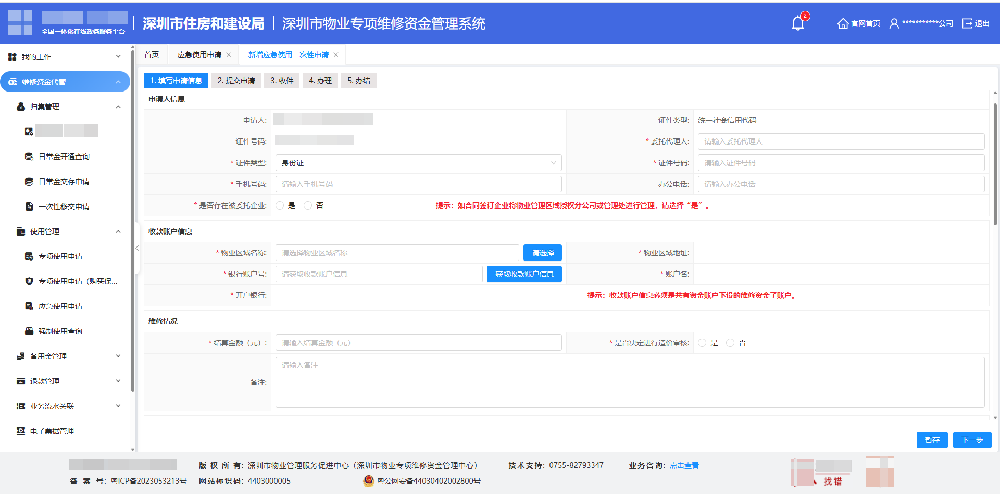 全国一体化在线政务服务平台
深圳市住房和建设局
深圳市物业专项维修资金管理系统
2
官网首页
***********公司
退出
我的工作
维修资金代管
归集管理
日常金开通查询
日常金交存申请
一次性移交申请
使用管理
专项使用申请
专项使用申请（购买保...
应急使用申请
强制使用查询
备用金管理
退款管理
业务流水关联
电子票据管理
首页
应急使用申请
新增应急使用一次性申请
1. 填写申请信息
2. 提交申请
3. 收件
4. 办理
5. 办结
申请人信息
申请人:
证件类型: 统一社会信用代码
证件号码:
* 委托代理人: 请输入委托代理人
* 证件类型: 身份证
* 证件号码: 请输入证件号码
* 手机号码: 请输入手机号码
办公电话: 请输入办公电话
* 是否存在被委托企业: 是 否
提示：如合同签订企业将物业管理区域授权分公司或管理处进行管理，请选择“是”。
收款账户信息
* 物业区域名称: 请选择物业区域名称 请选择
* 物业区域地址:
* 银行账户号: 请获取收款账户信息 获取收款账户信息
* 账户名:
* 开户银行:
提示：收款账户信息必须是共有资金账户下设的维修资金子账户。
维修情况
* 结算金额（元）: 请输入结算金额（元）
* 是否决定进行造价审核: 是 否
备注: 请输入备注
暂存
下一步
版 权 所 有：深圳市物业管理服务促进中心（深圳市物业专项维修资金管理中心）
技术支持：0755-82793347
业务咨询：点击查看
备 案 号：粤ICP备2023053213号
网站标识码：4403000005
粤公网安备44030402002800号
找错